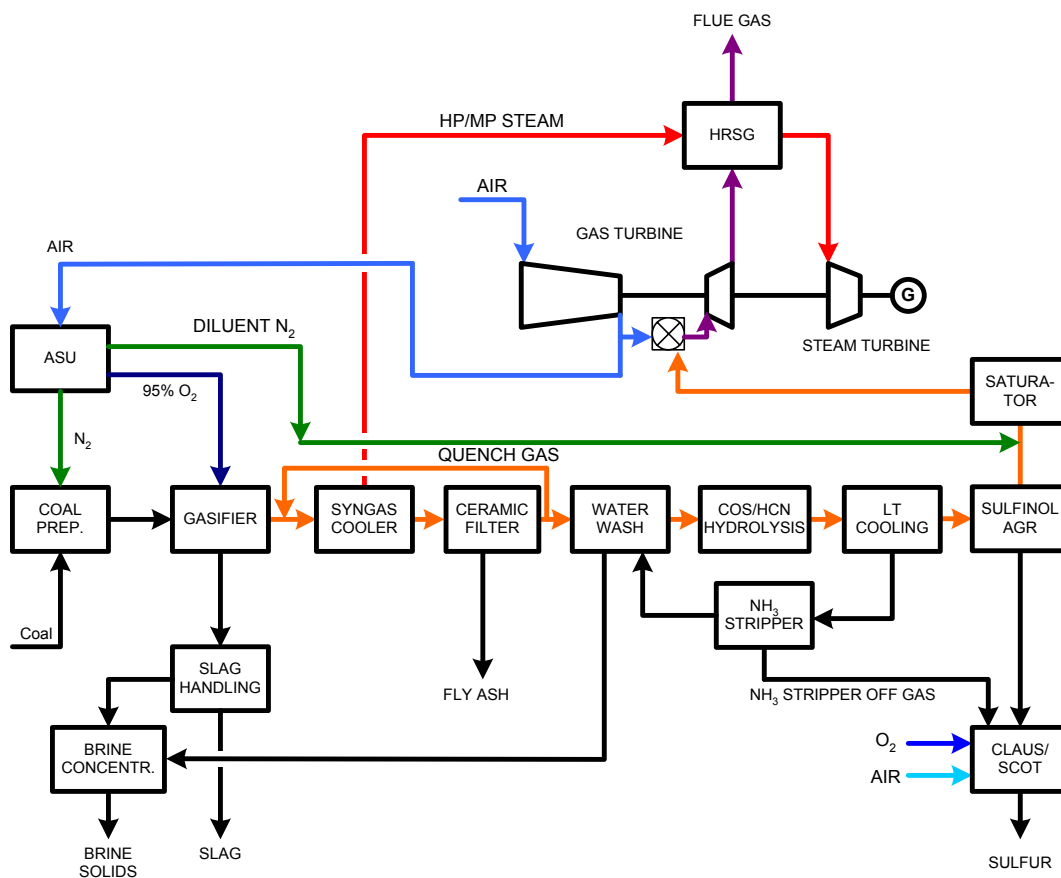 FLUE GAS
HP/MP STEAM
HRSG
AIR
GAS TURBINE
AIR
G
DILUENT N₂
STEAM TURBINE
ASU
95% O₂
SATURA-
TOR
N₂
QUENCH GAS
COAL
PREP.
GASIFIER
SYNGAS
COOLER
CERAMIC
FILTER
WATER
WASH
COS/HCN
HYDROLYSIS
LT
COOLING
SULFINOL
AGR
NH₃
STRIPPER
Coal
SLAG
HANDLING
FLY ASH
NH₃ STRIPPER OFF GAS
BRINE
CONCENTR.
O₂
CLAUS/
SCOT
AIR
BRINE
SOLIDS
SLAG
SULFUR